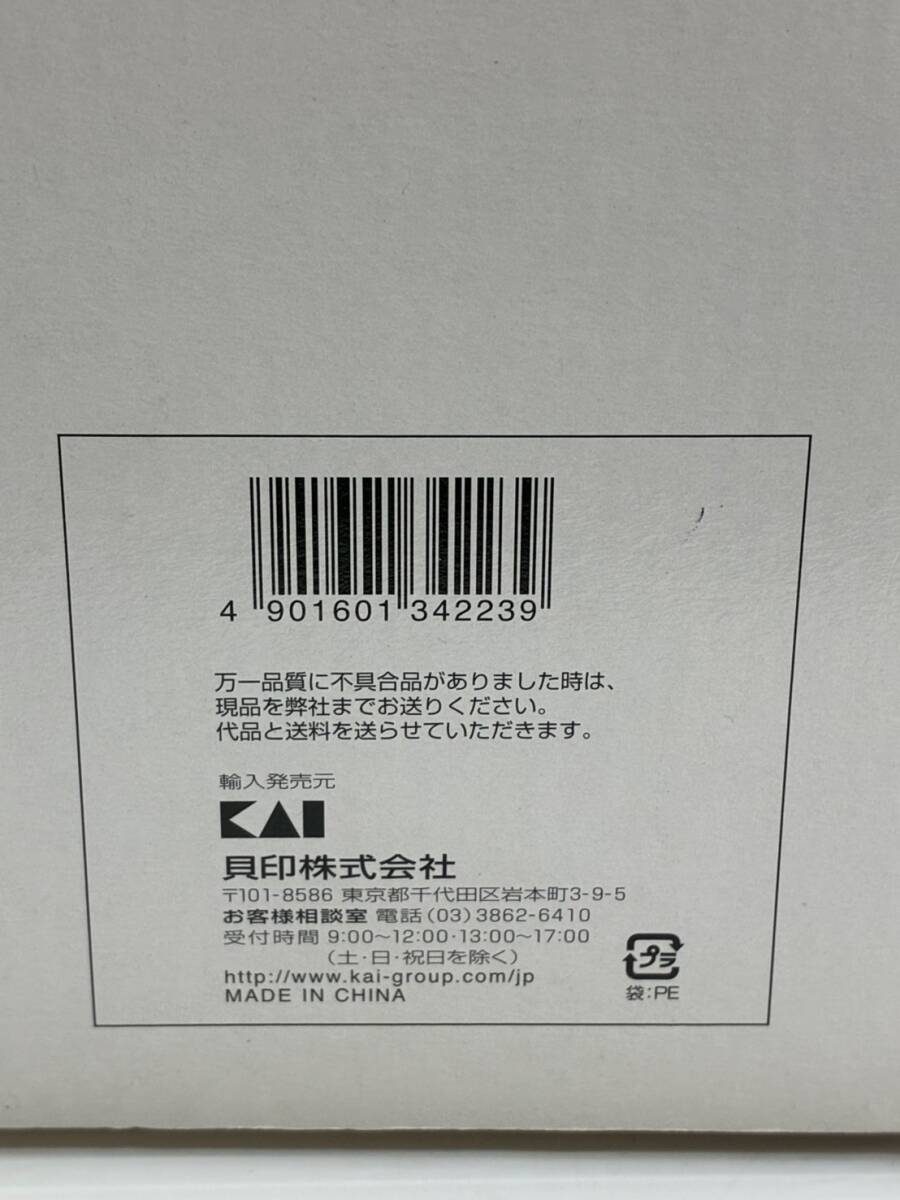 4 901601 342239
万一品質に不具合品がありました時は、
現品を弊社までお送りください。
代品と送料を送らせていただきます。
輸入発売元
KAI
貝印株式会社
〒101-8586 東京都千代田区岩本町3-9-5
お客様相談室 電話(03)3862-6410
受付時間 9:00~12:00·13:00~17:00
(土·日·祝日を除く)
http://www.kai-group.com/jp
MADE IN CHINA
プラ
袋:PE